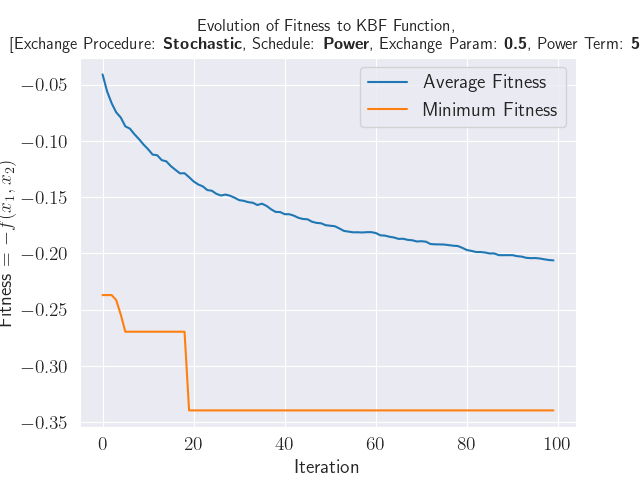 Evolution of Fitness to KBF Function,
[Exchange Procedure: Stochastic, Schedule: Power, Exchange Param: 0.5, Power Term: 5
Average Fitness
Minimum Fitness
Fitness = −f(x₁, x₂)
−0.05
−0.10
−0.15
−0.20
−0.25
−0.30
−0.35
0 20 40 60 80 100
Iteration